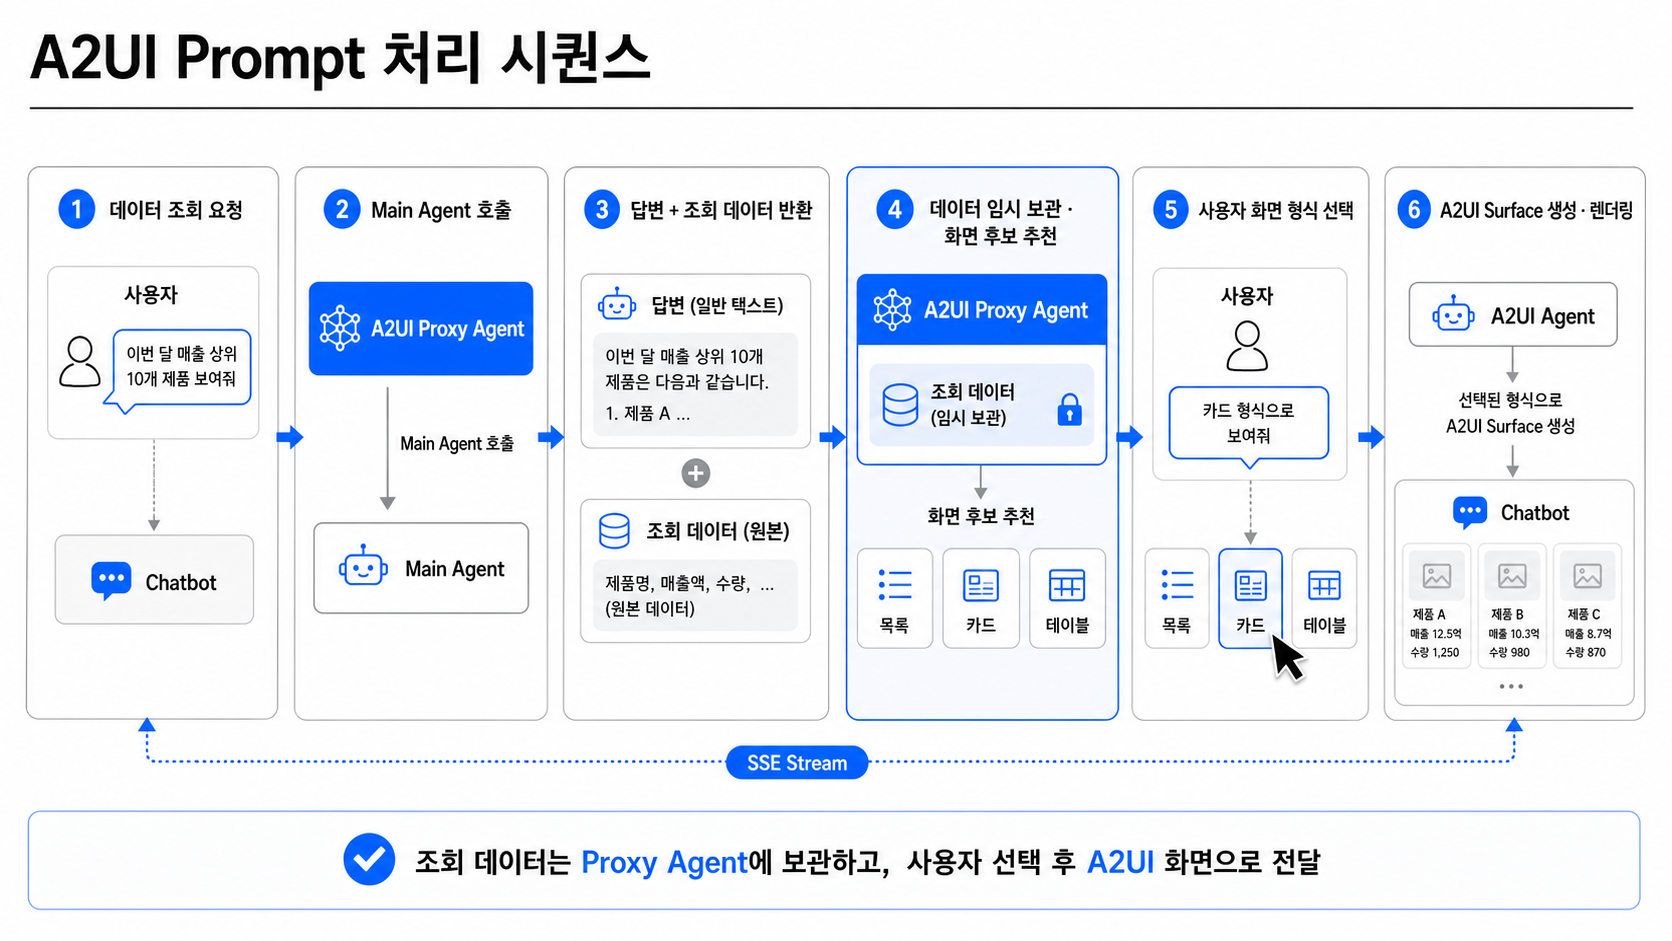 A2UI Prompt 처리 시퀀스
1 데이터 조회 요청
사용자
이번 달 매출 상위
10개 제품 보여줘
Chatbot
2 Main Agent 호출
A2UI Proxy Agent
Main Agent 호출
Main Agent
3 답변 + 조회 데이터 반환
답변 (일반 택스트)
이번 달 매출 상위 10개
제품은 다음과 같습니다.
1. 제품 A ...
조회 데이터 (원본)
제품명, 매출액, 수량, ...
(원본 데이터)
4 데이터 임시 보관 ·
화면 후보 추천
A2UI Proxy Agent
조회 데이터
(임시 보관)
화면 후보 추천
목록
카드
테이블
5 사용자 화면 형식 선택
사용자
카드 형식으로
보여줘
목록
카드
테이블
6 A2UI Surface 생성 · 렌더링
A2UI Agent
선택된 형식으로
A2UI Surface 생성
Chatbot
제품 A
매출 12.5억
수량 1,250
제품 B
매출 10.3억
수량 980
제품 C
매출 8.7억
수량 870
SSE Stream
조회 데이터는 Proxy Agent에 보관하고, 사용자 선택 후 A2UI 화면으로 전달